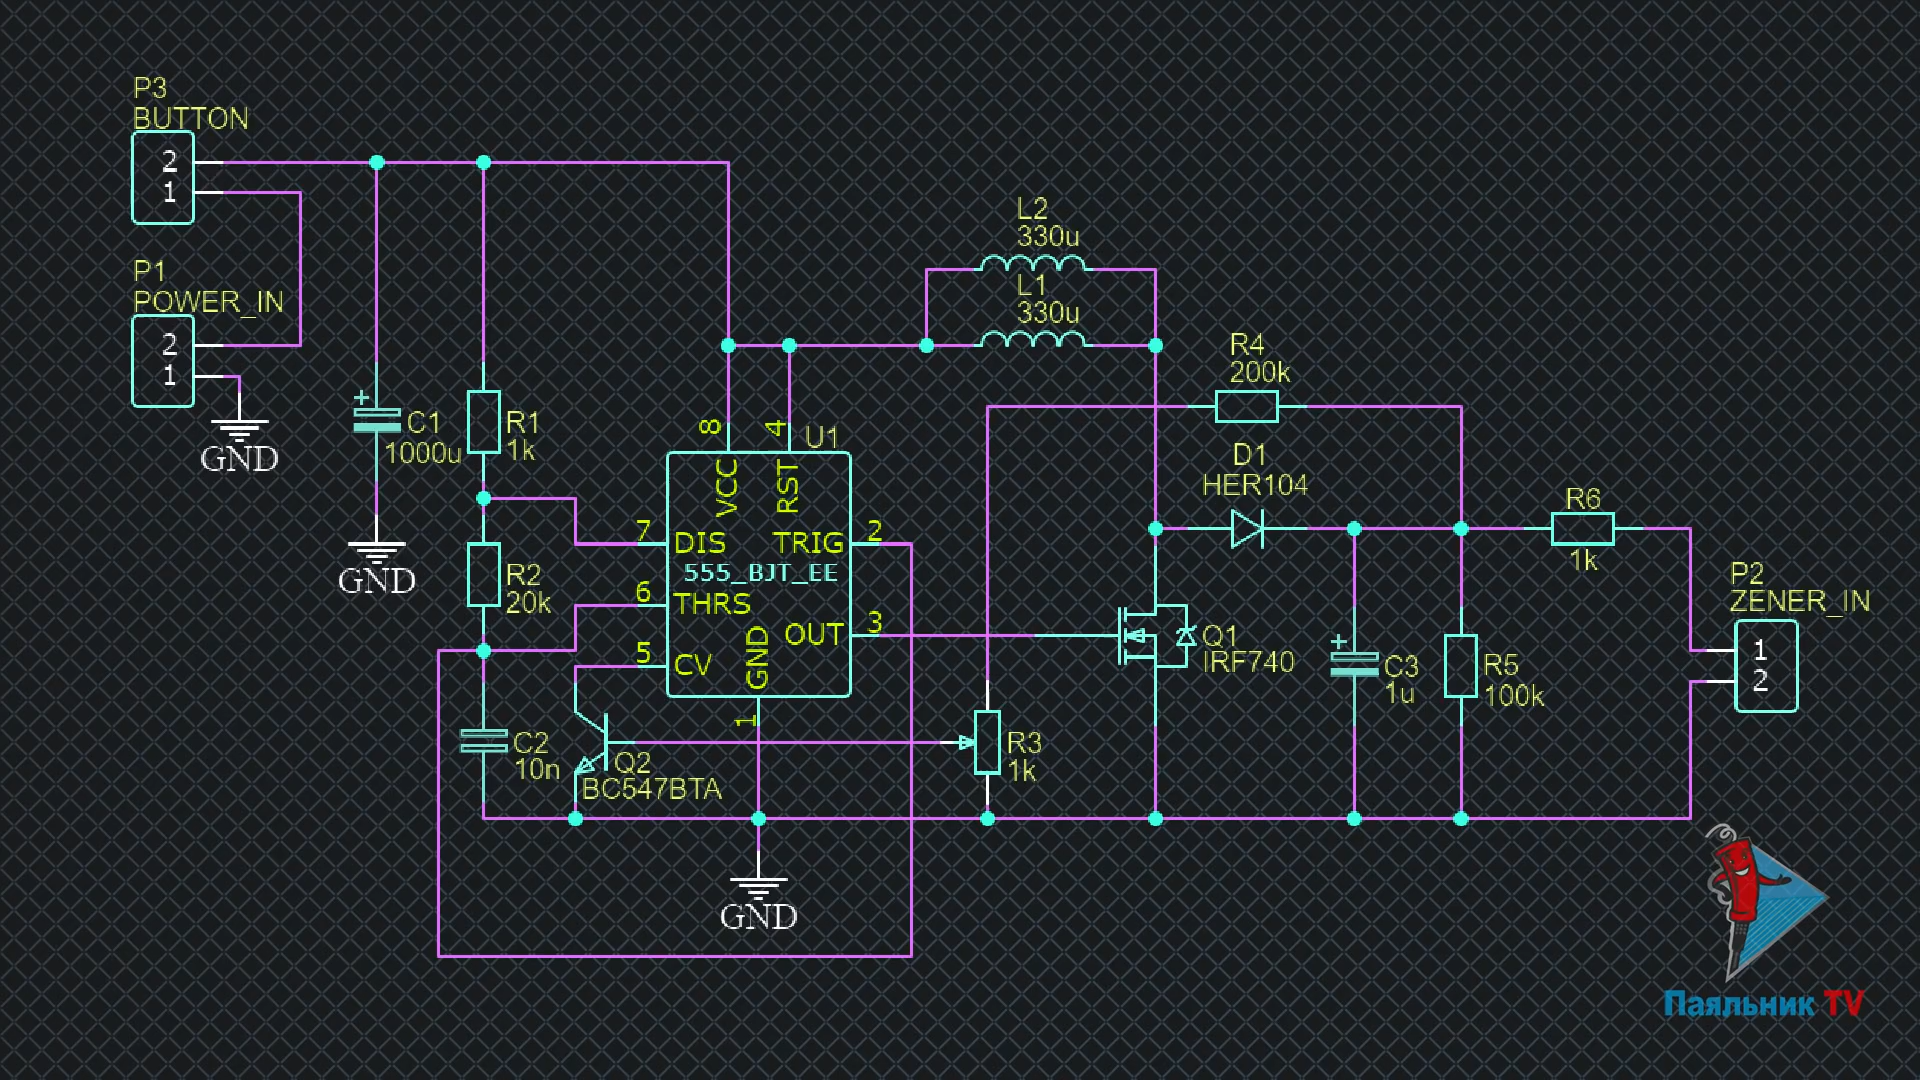 P3
BUTTON
2
1
P1
POWER_IN
2
1
GND
C1
1000u
GND
R1
1k
R2
20k
C2
10n
Q2
BC547BTA
U1
8
VCC
4
RST
7
DIS
TRIG
2
555_BJT_EE
6
THRS
OUT
3
5
CV
GND
1
GND
L2
330u
L1
330u
R4
200k
D1
HER104
Q1
IRF740
R3
1k
C3
1u
R5
100k
R6
1k
P2
ZENER_IN
1
2
Паяльник TV